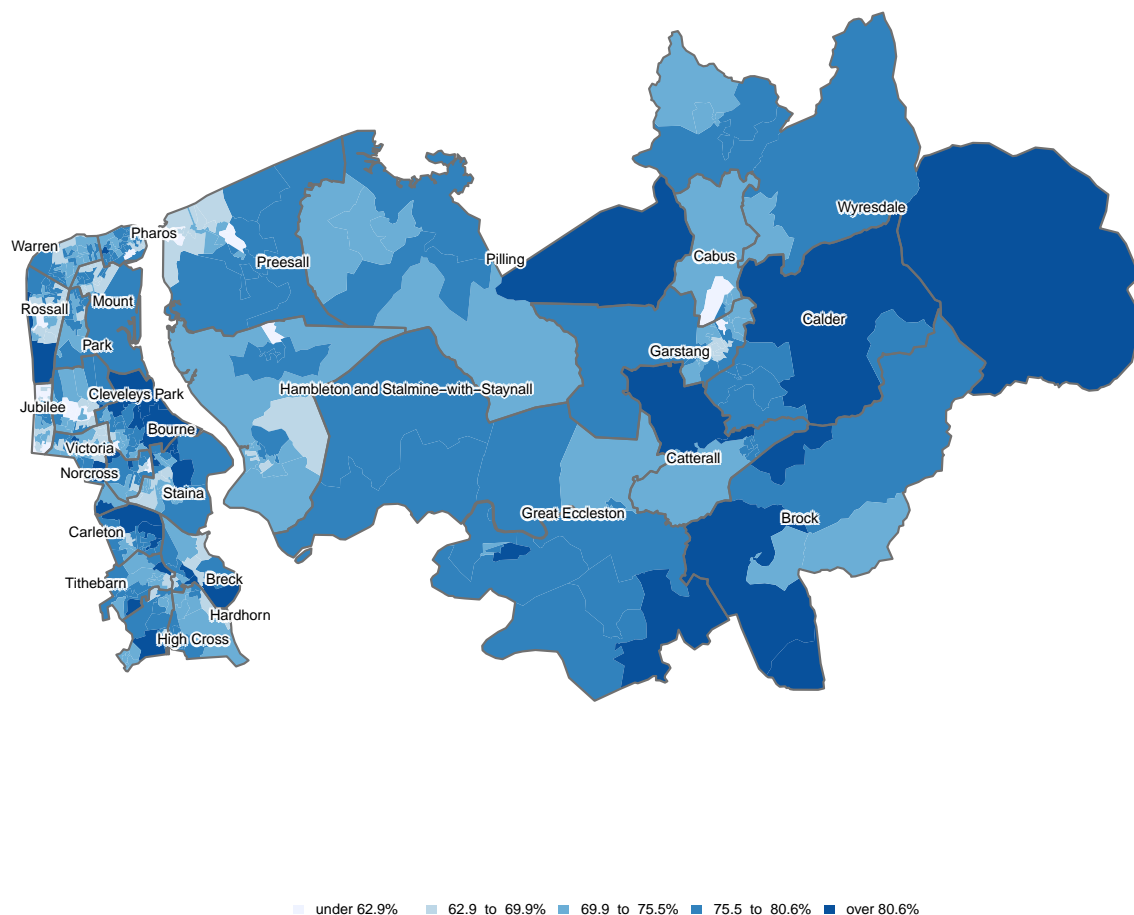 Wyresdale
Warren
Pharos
Preesall
Pilling
Cabus
Rossall
Mount
Calder
Park
Garstang
Cleveleys Park
Hambleton and Stalmine–with–Staynall
Jubilee
Bourne
Victoria
Catterall
Norcross
Staina
Great Eccleston
Brock
Carleton
Tithebarn
Breck
Hardhorn
High Cross
under 62.9% 62.9 to 69.9% 69.9 to 75.5% 75.5 to 80.6% over 80.6%